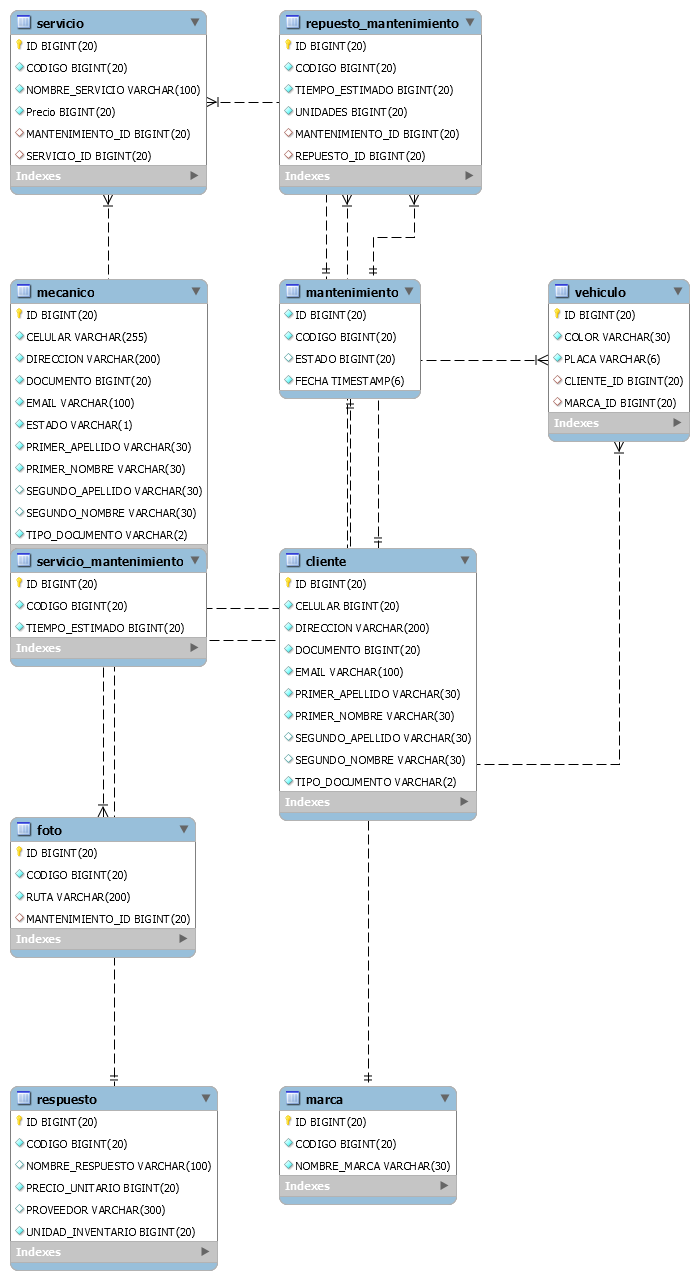 servicio
ID BIGINT(20)
CODIGO BIGINT(20)
NOMBRE_SERVICIO VARCHAR(100)
Precio BIGINT(20)
MANTENIMIENTO_ID BIGINT(20)
SERVICIO_ID BIGINT(20)
Indexes
repuesto_mantenimiento
ID BIGINT(20)
CODIGO BIGINT(20)
TIEMPO_ESTIMADO BIGINT(20)
UNIDADES BIGINT(20)
MANTENIMIENTO_ID BIGINT(20)
REPUESTO_ID BIGINT(20)
Indexes
mecanico
ID BIGINT(20)
CELULAR VARCHAR(255)
DIRECCION VARCHAR(200)
DOCUMENTO BIGINT(20)
EMAIL VARCHAR(100)
ESTADO VARCHAR(1)
PRIMER_APELLIDO VARCHAR(30)
PRIMER_NOMBRE VARCHAR(30)
SEGUNDO_APELLIDO VARCHAR(30)
SEGUNDO_NOMBRE VARCHAR(30)
TIPO_DOCUMENTO VARCHAR(2)
mantenimiento
ID BIGINT(20)
CODIGO BIGINT(20)
ESTADO BIGINT(20)
FECHA TIMESTAMP(6)
vehiculo
ID BIGINT(20)
COLOR VARCHAR(30)
PLACA VARCHAR(6)
CLIENTE_ID BIGINT(20)
MARCA_ID BIGINT(20)
Indexes
servicio_mantenimiento
ID BIGINT(20)
CODIGO BIGINT(20)
TIEMPO_ESTIMADO BIGINT(20)
Indexes
cliente
ID BIGINT(20)
CELULAR BIGINT(20)
DIRECCION VARCHAR(200)
DOCUMENTO BIGINT(20)
EMAIL VARCHAR(100)
PRIMER_APELLIDO VARCHAR(30)
PRIMER_NOMBRE VARCHAR(30)
SEGUNDO_APELLIDO VARCHAR(30)
SEGUNDO_NOMBRE VARCHAR(30)
TIPO_DOCUMENTO VARCHAR(2)
Indexes
foto
ID BIGINT(20)
CODIGO BIGINT(20)
RUTA VARCHAR(200)
MANTENIMIENTO_ID BIGINT(20)
Indexes
respuesto
ID BIGINT(20)
CODIGO BIGINT(20)
NOMBRE_RESPUESTO VARCHAR(100)
PRECIO_UNITARIO BIGINT(20)
PROVEEDOR VARCHAR(300)
UNIDAD_INVENTARIO BIGINT(20)
Indexes
marca
ID BIGINT(20)
CODIGO BIGINT(20)
NOMBRE_MARCA VARCHAR(30)
Indexes